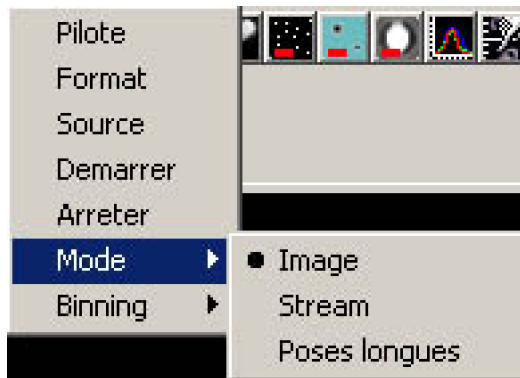 Pilote
Format
Source
Demarrer
Arreter
Mode
Binning
Image
Stream
Poses longues